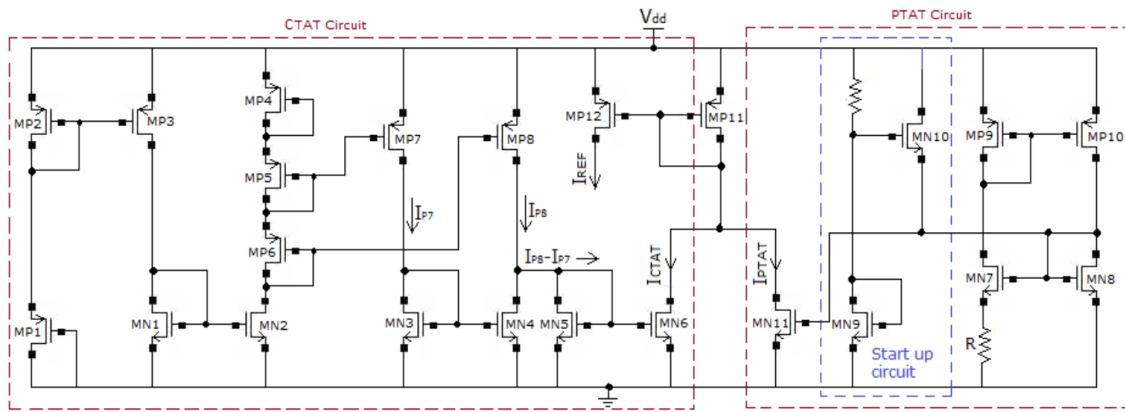 CTAT Circuit
Vdd
PTAT Circuit
MP4
MP2
MP3
MP7
MP8
MP12
MP11
MN10
MP9
MP10
MP5
IREF
IP7
IP8
MP6
IP8-IP7
ICTAT
IPTAT
MN7
MN8
MN1
MN2
MN3
MN4
MN5
MN6
MN11
MN9
MP1
R
Start up
circuit